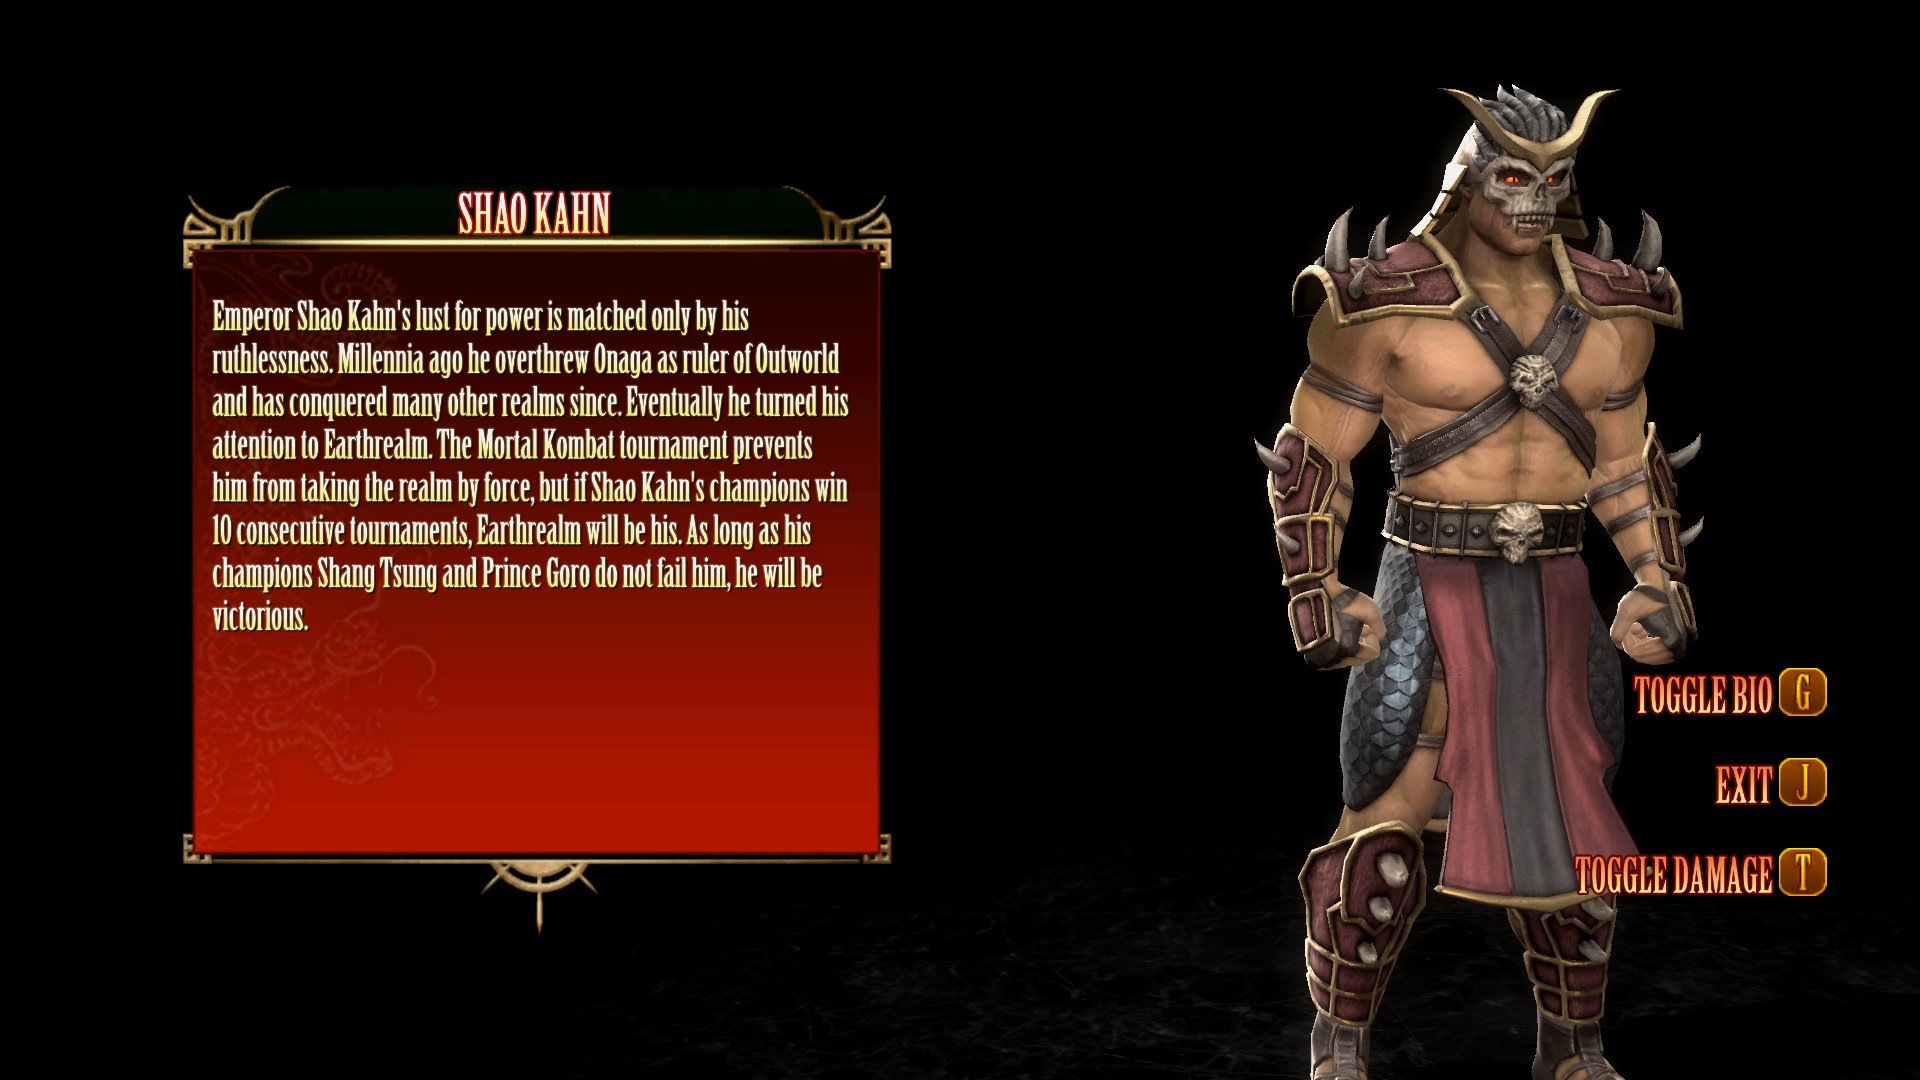 SHAO KAHN
Emperor Shao Kahn's lust for power is matched only by his
ruthlessness. Millennia ago he overthrew Onaga as ruler of Outworld
and has conquered many other realms since. Eventually he turned his
attention to Earthrealm. The Mortal Kombat tournament prevents
him from taking the realm by force, but if Shao Kahn's champions win
10 consecutive tournaments, Earthrealm will be his. As long as his
champions Shang Tsung and Prince Goro do not fail him, he will be
victorious.
TOGGLE BIO G
EXIT J
TOGGLE DAMAGE T